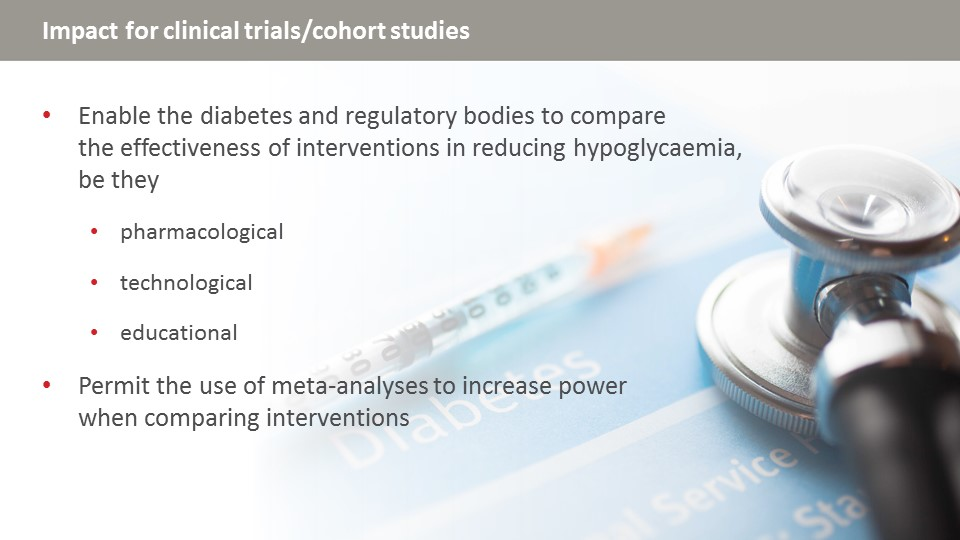 Impact for clinical trials/cohort studies
• Enable the diabetes and regulatory bodies to compare
the effectiveness of interventions in reducing hypoglycaemia,
be they
• pharmacological
• technological
• educational
• Permit the use of meta-analyses to increase power
when comparing interventions
Diabetes
Service